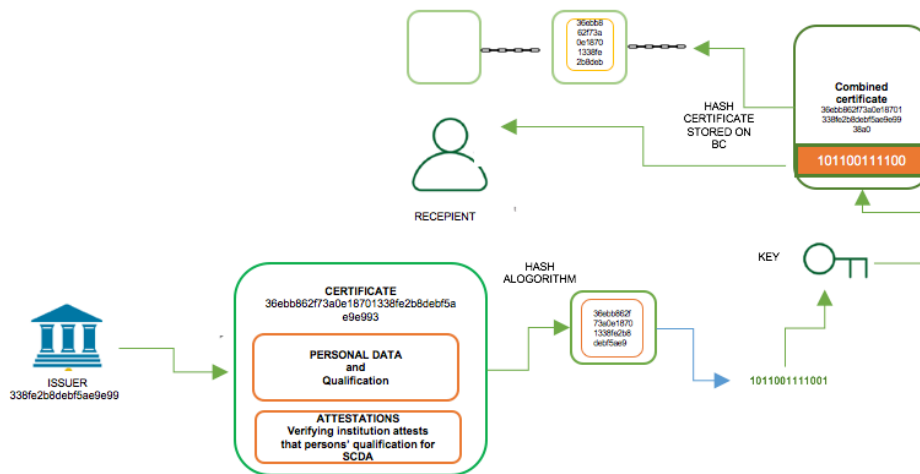 36ebb8
62f73a
0e1870
1338fe
2b8deb
Combined
certificate
36ebb862f73a0e18701
338fe2b8debf5ae9e99
38a0
101100111100
HASH
CERTIFICATE
STORED ON
BC
RECEPIENT
KEY
HASH
ALOGORITHM
CERTIFICATE
36ebb862f73a0e18701338fe2b8debf5a
e9e993
PERSONAL DATA
and
Qualification
ATTESTATIONS
Verifying institution attests
that persons' qualification for
SCDA
36ebb862f
73a0e1870
1338fe2b8
debf5ae9
1011001111001
ISSUER
338fe2b8debf5ae9e99